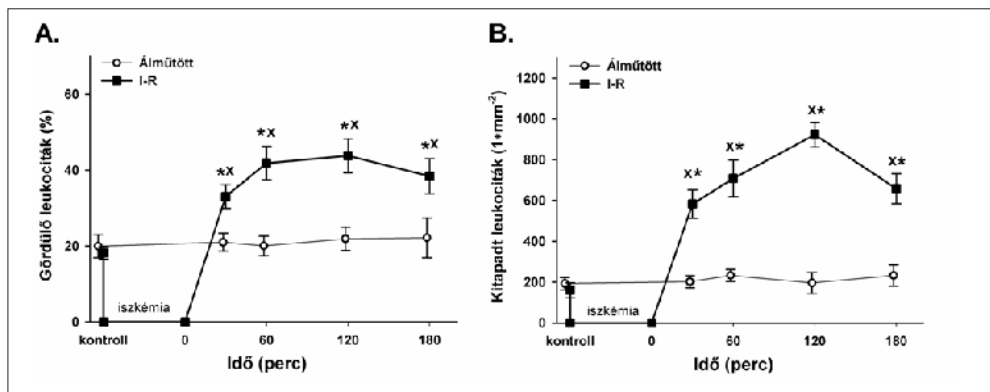 A.
Álműtött
I-R
Gördülő leukociták (%)
60
40
20
0
*x
*x
*x
*x
iszkémia
kontroll
0
60
120
180
Idő (perc)
B.
Álműtött
I-R
Kitapadt leukociták (1*mm⁻²)
1200
1000
800
600
400
200
0
x*
x*
x*
x*
iszkémia
kontroll
0
60
120
180
Idő (perc)